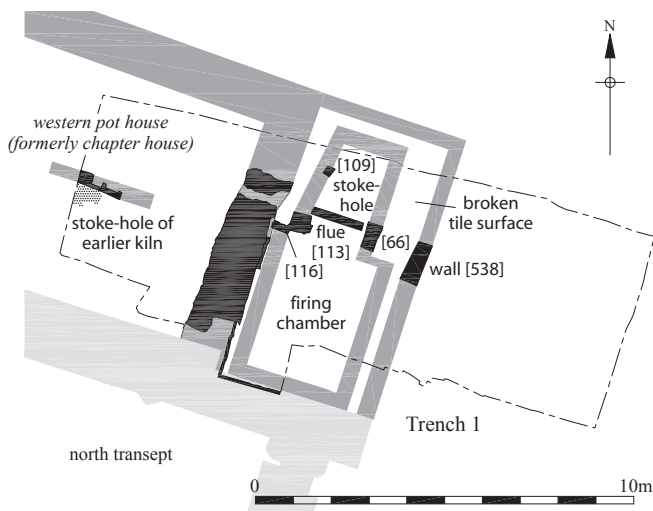 N
western pot house
(formerly chapter house)
[109]
stoke-
hole
broken
tile surface
stoke-hole of
earlier kiln
flue
[113]
[66]
[116]
wall [538]
firing
chamber
Trench 1
north transept
0
10m